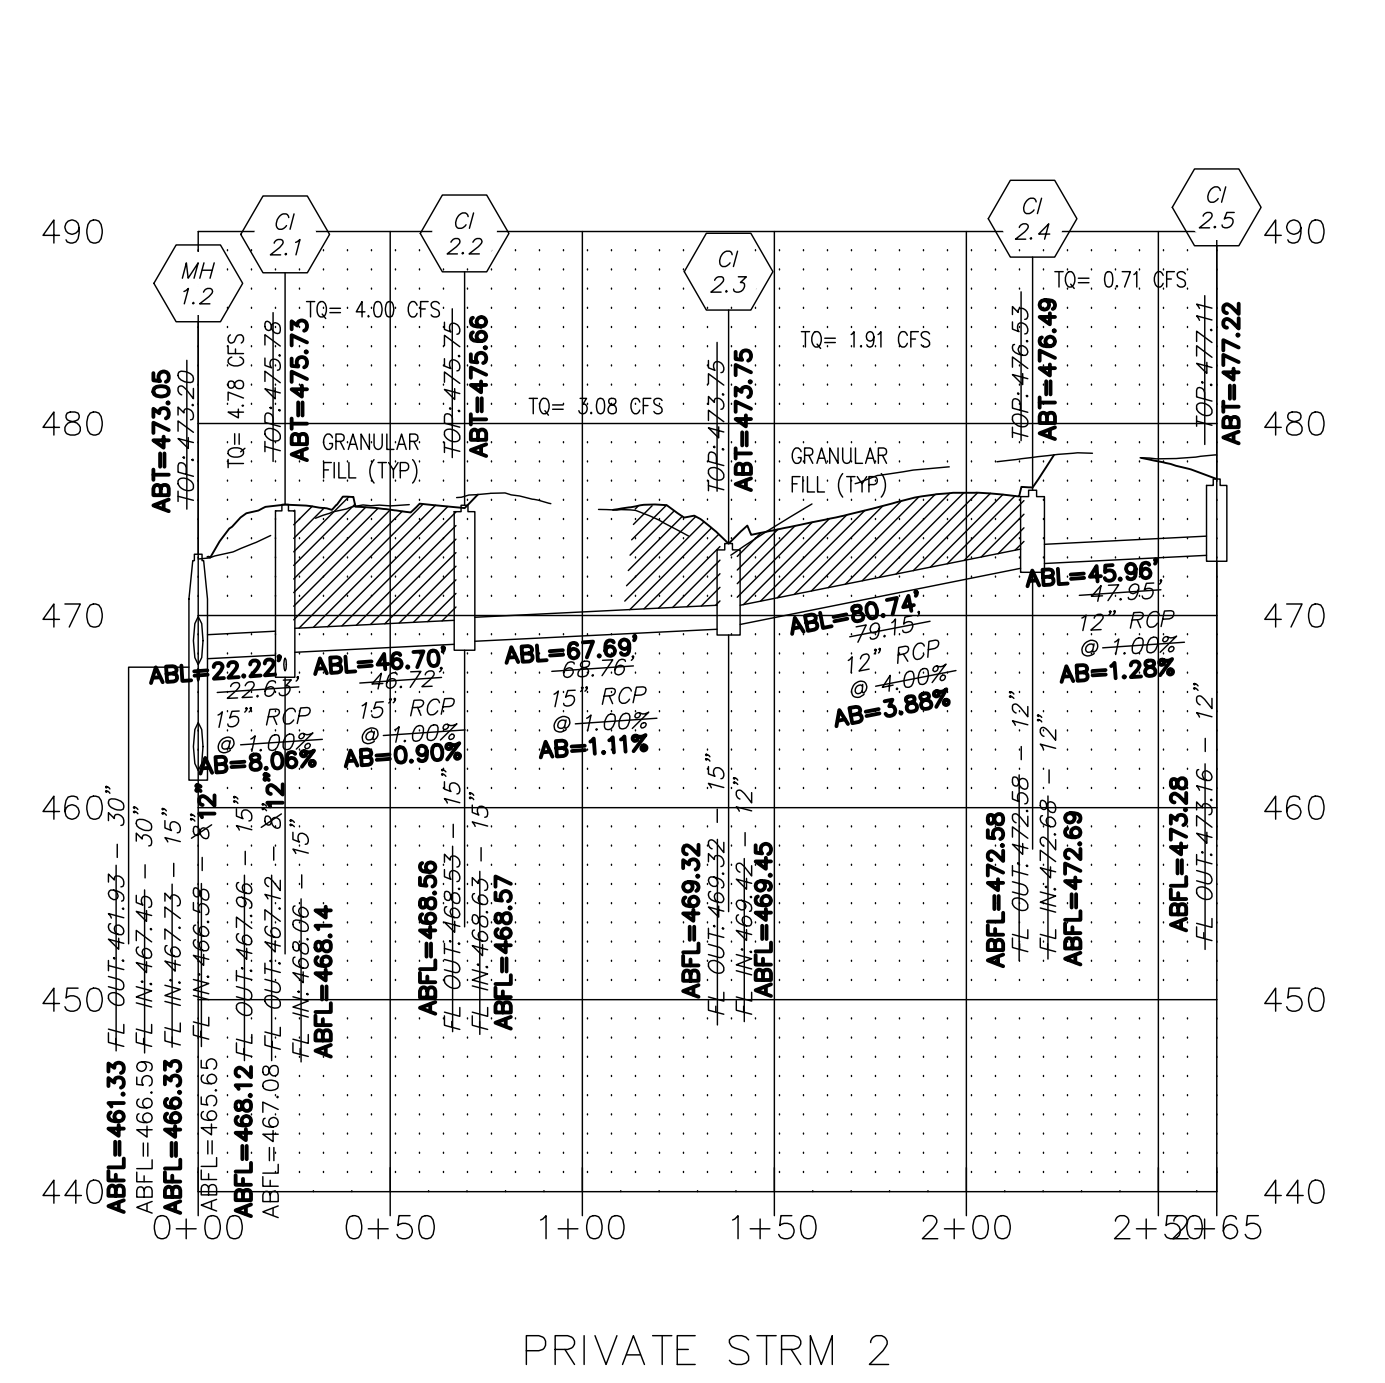 CI
2.5
CI
2.4
CI
2.1
CI
2.2
CI
2.3
MH
1.2
490
490
480
480
470
470
460
460
450
450
440
440
TQ= 4.78 CFS
TQ= 4.00 CFS
TQ= 3.08 CFS
TQ= 1.91 CFS
TQ= 0.71 CFS
ABT=473.05
TOP: 473.20
TOP: 475.78
ABT=475.73
TOP: 475.75
ABT=475.66
TOP: 473.75
ABT=473.75
TOP: 476.53
ABT=476.49
TOP: 477.11
ABT=477.22
GRANULAR
FILL (TYP)
GRANULAR
FILL (TYP)
ABL=22.22'
22.63'
15" RCP
@ 1.00%
AB=8.06%
ABL=46.70'
46.72'
15" RCP
@ 1.00%
AB=0.90%
ABL=67.69'
68.76'
15" RCP
@ 1.00%
AB=1.11%
ABL=80.74'
79.15'
12" RCP
@ 4.00%
AB=3.88%
ABL=45.96'
47.95'
12" RCP
@ 1.00%
AB=1.28%
ABFL=461.33 FL OUT: 461.93 - 30"
ABFL=466.59 FL IN: 467.45 - 30"
ABFL=466.33 FL IN: 467.73 - 15"
ABFL=465.65 FL IN: 466.58 - 8" 12"
ABFL=468.12 FL OUT: 467.96 - 15"
ABFL=467.08 FL OUT: 467.12 - 8" 12"
FL IN: 468.06 - 15"
ABFL=468.14
ABFL=468.56
FL OUT: 468.53 - 15"
FL IN: 468.63 - 15"
ABFL=468.57
ABFL=469.32
FL OUT: 469.32 - 15"
FL IN: 469.42 - 12"
ABFL=469.45
ABFL=472.58
FL OUT: 472.58 - 12"
FL IN: 472.68 - 12"
ABFL=472.69
ABFL=473.28
FL OUT: 473.16 - 12"
0+00
0+50
1+00
1+50
2+00
2+50
2+65
PRIVATE STRM 2